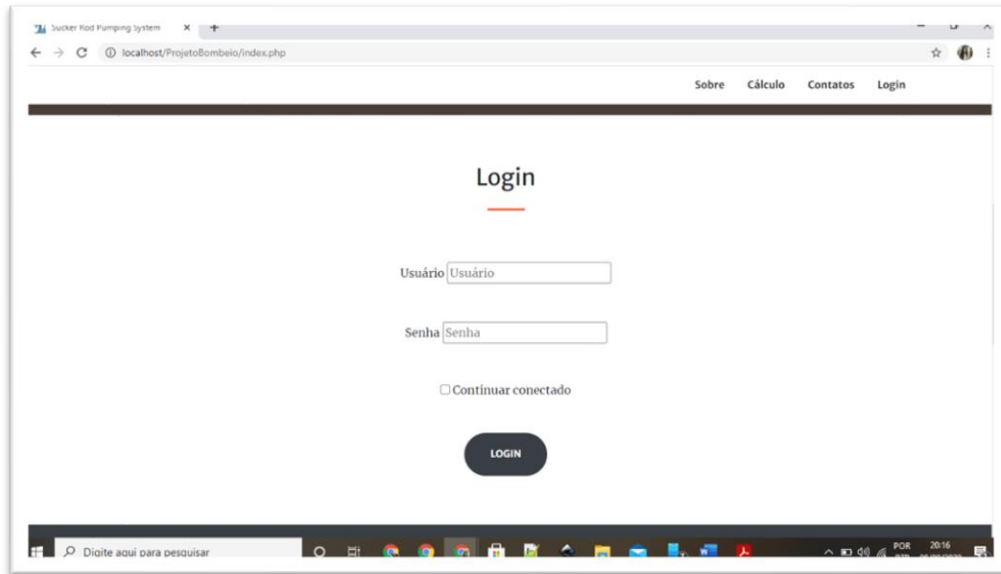 Sucker Rod Pumping System
localhost/ProjetoBombeio/index.php
Sobre Cálculo Contatos Login
Login
Usuário Usuário
Senha Senha
Continuar conectado
LOGIN
Digite aqui para pesquisar
POR 20:16